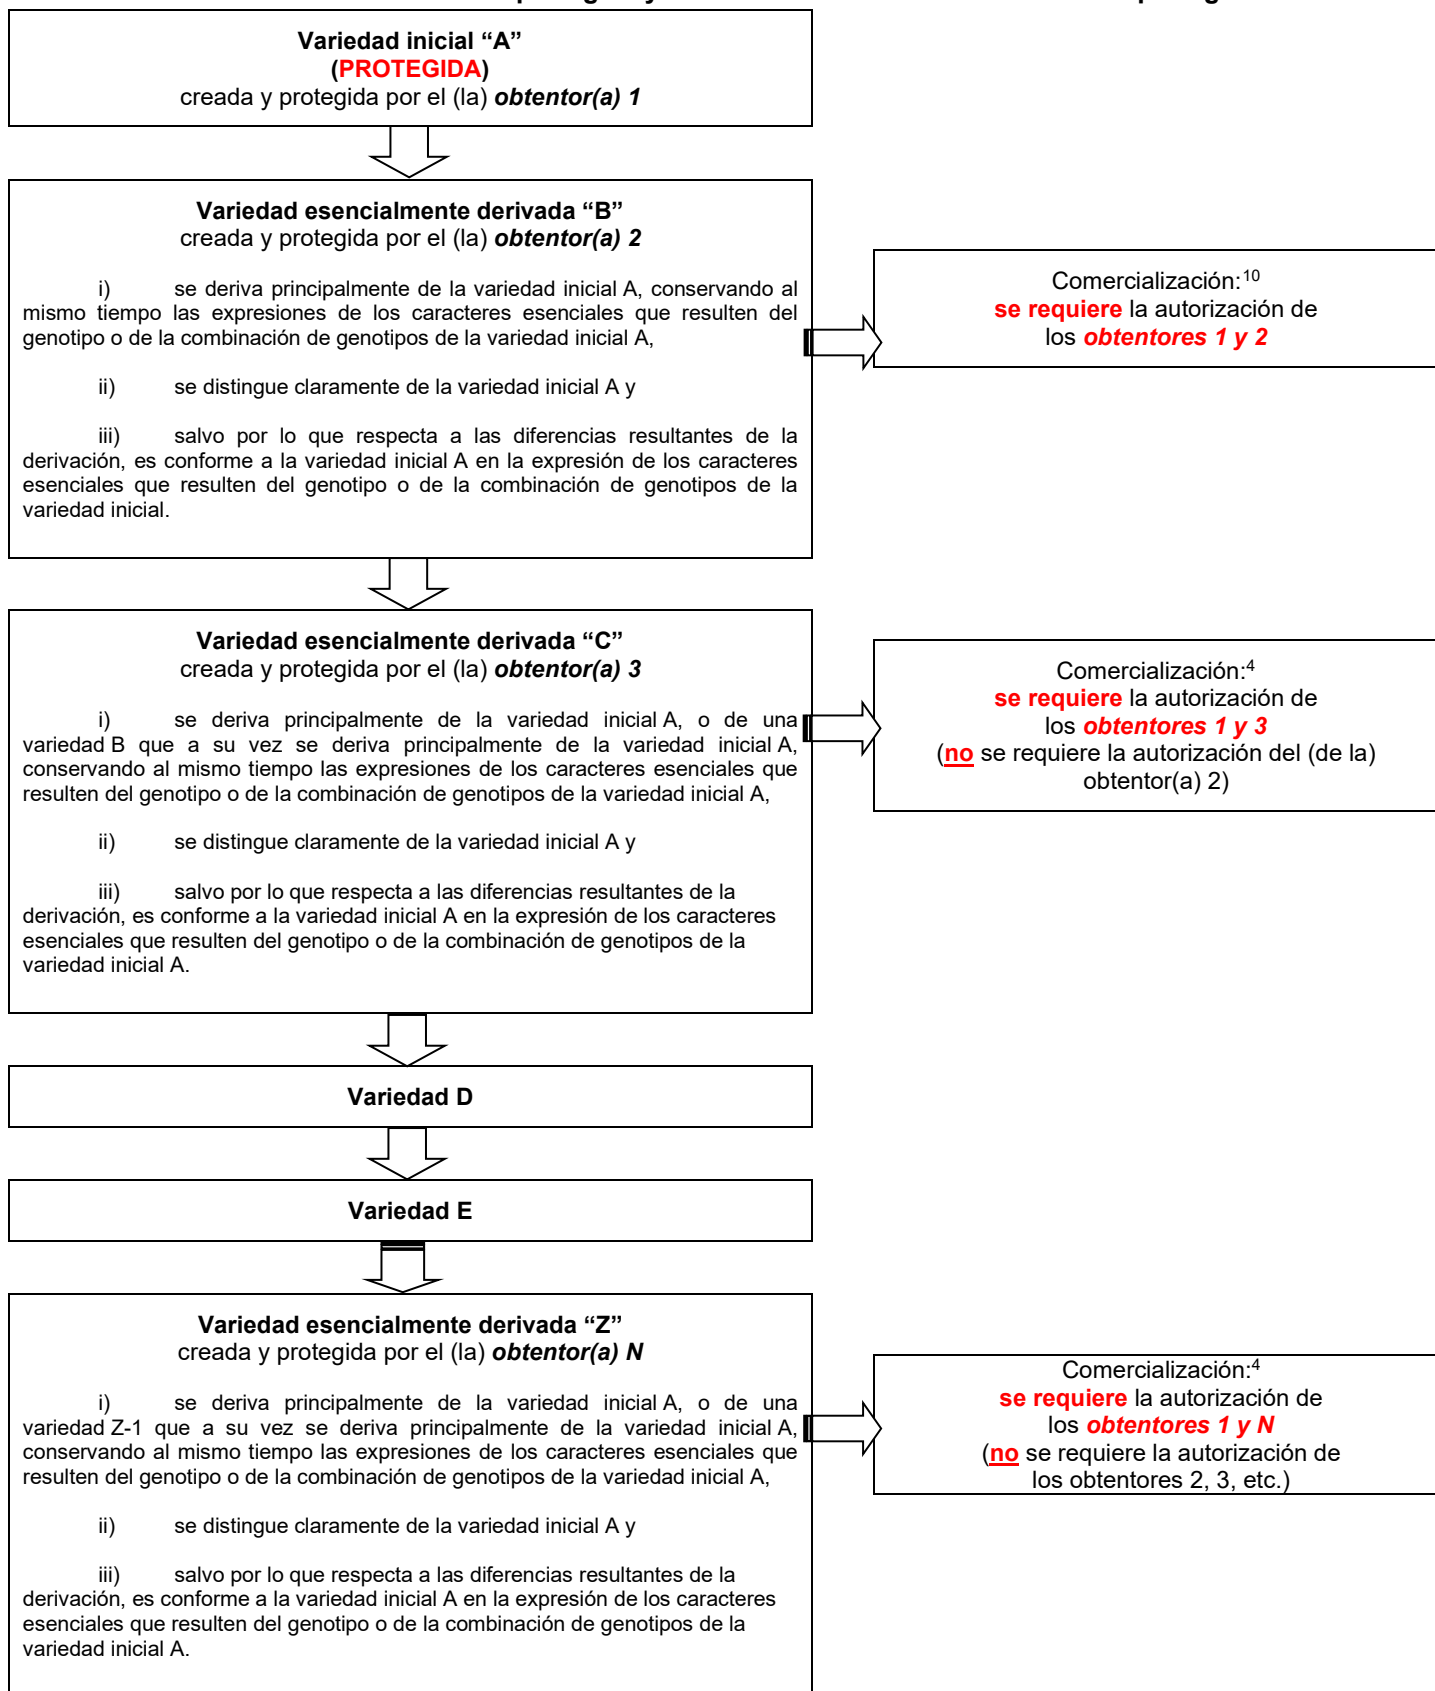 Variedad inicial “A”
(PROTEGIDA)
creada y protegida por el (la) obtentor(a) 1
Variedad esencialmente derivada “B”
creada y protegida por el (la) obtentor(a) 2
i) se deriva principalmente de la variedad inicial A, conservando al
mismo tiempo las expresiones de los caracteres esenciales que resulten del
genotipo o de la combinación de genotipos de la variedad inicial A,
ii) se distingue claramente de la variedad inicial A y
iii) salvo por lo que respecta a las diferencias resultantes de la
derivación, es conforme a la variedad inicial A en la expresión de los caracteres
esenciales que resulten del genotipo o de la combinación de genotipos de la
variedad inicial.
Comercialización:10
se requiere la autorización de
los obtentores 1 y 2
Variedad esencialmente derivada “C”
creada y protegida por el (la) obtentor(a) 3
i) se deriva principalmente de la variedad inicial A, o de una
variedad B que a su vez se deriva principalmente de la variedad inicial A,
conservando al mismo tiempo las expresiones de los caracteres esenciales que
resulten del genotipo o de la combinación de genotipos de la variedad inicial A,
ii) se distingue claramente de la variedad inicial A y
iii) salvo por lo que respecta a las diferencias resultantes de la
derivación, es conforme a la variedad inicial A en la expresión de los caracteres
esenciales que resulten del genotipo o de la combinación de genotipos de la
variedad inicial A.
Comercialización:4
se requiere la autorización de
los obtentores 1 y 3
(no se requiere la autorización del (de la)
obtentor(a) 2)
Variedad D
Variedad E
Variedad esencialmente derivada “Z”
creada y protegida por el (la) obtentor(a) N
i) se deriva principalmente de la variedad inicial A, o de una
variedad Z-1 que a su vez se deriva principalmente de la variedad inicial A,
conservando al mismo tiempo las expresiones de los caracteres esenciales que
resulten del genotipo o de la combinación de genotipos de la variedad inicial A,
ii) se distingue claramente de la variedad inicial A y
iii) salvo por lo que respecta a las diferencias resultantes de la
derivación, es conforme a la variedad inicial A en la expresión de los caracteres
esenciales que resulten del genotipo o de la combinación de genotipos de la
variedad inicial A.
Comercialización:4
se requiere la autorización de
los obtentores 1 y N
(no se requiere la autorización de
los obtentores 2, 3, etc.)